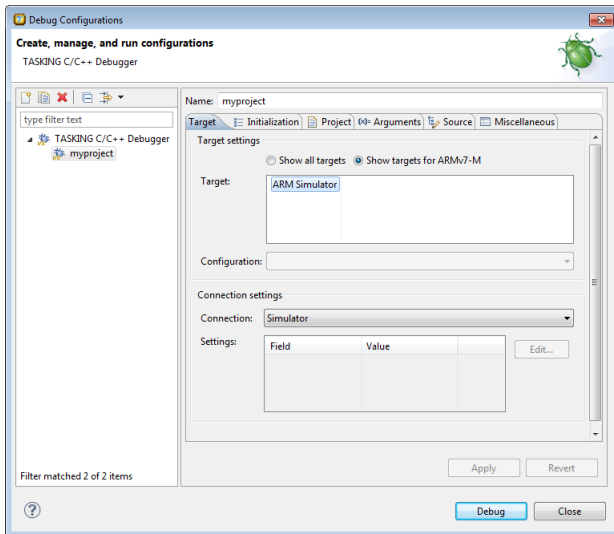 Debug Configurations
Create, manage, and run configurations
TASKING C/C++ Debugger
type filter text
TASKING C/C++ Debugger
myproject
Filter matched 2 of 2 items
Name: myproject
Target Initialization Project (x)= Arguments Source Miscellaneous
Target settings
Show all targets Show targets for ARMv7-M
Target: ARM Simulator
Configuration:
Connection settings
Connection: Simulator
Settings: Field Value Edit...
Apply Revert
? Debug Close